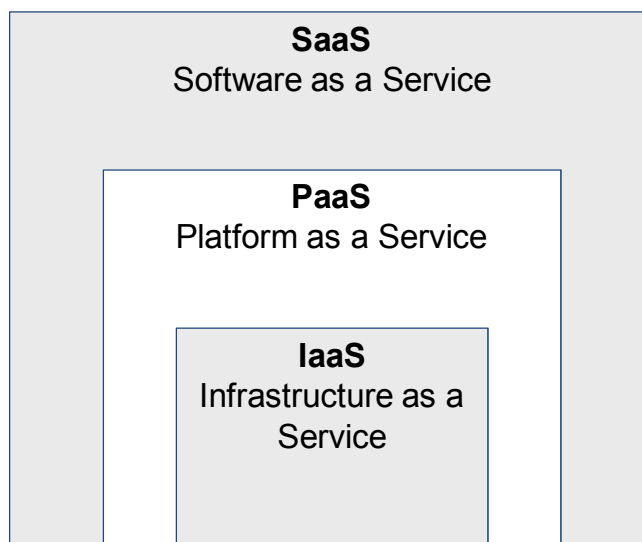 SaaS
Software as a Service
PaaS
Platform as a Service
IaaS
Infrastructure as a
Service